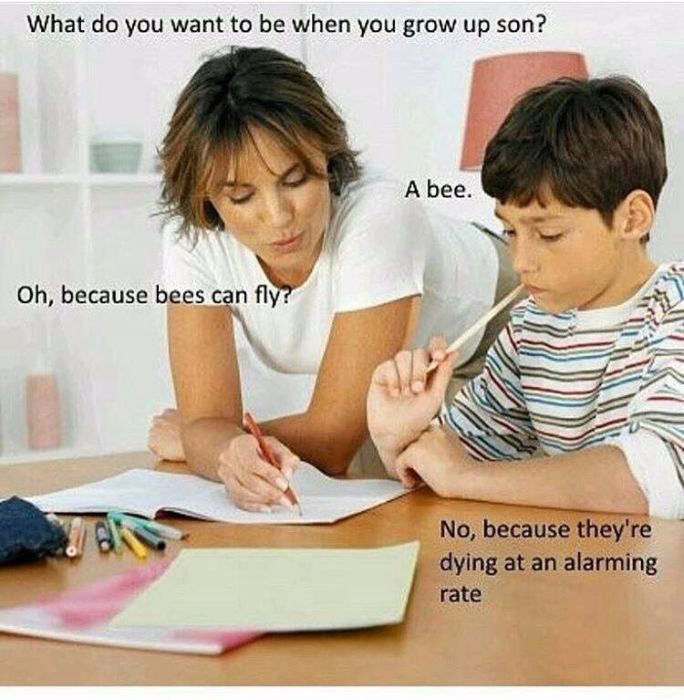 What do you want to be when you grow up son?
A bee.
Oh, because bees can fly?
No, because they're
dying at an alarming
rate